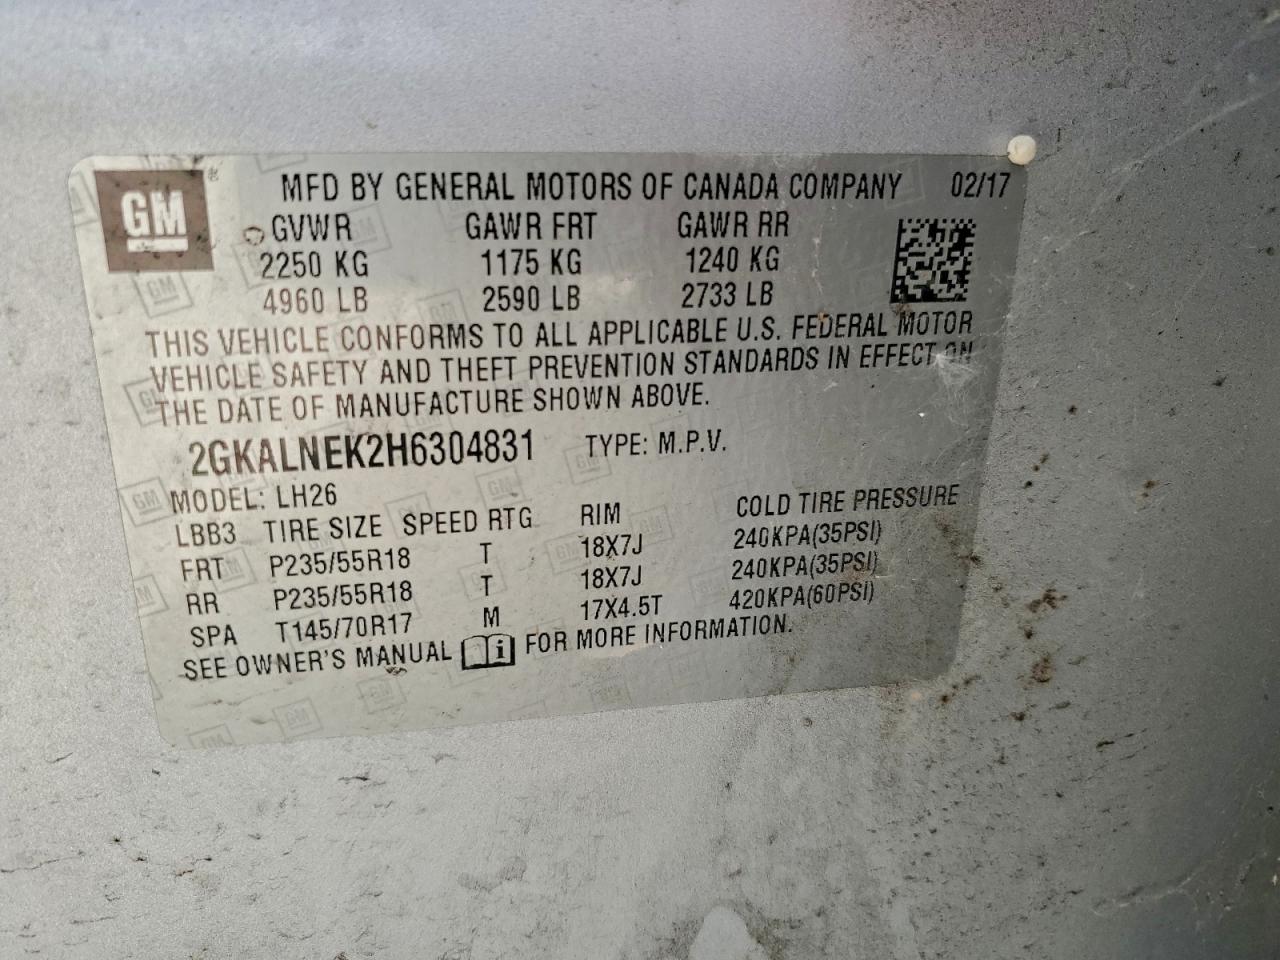 GM ® MFD BY GENERAL MOTORS OF CANADA COMPANY 02/17
GVWR GAWR FRT GAWR RR
2250 KG 1175 KG 1240 KG
4960 LB 2590 LB 2733 LB
THIS VEHICLE CONFORMS TO ALL APPLICABLE U.S. FEDERAL MOTOR
VEHICLE SAFETY AND THEFT PREVENTION STANDARDS IN EFFECT ON
THE DATE OF MANUFACTURE SHOWN ABOVE.
2GKALNEK2H6304831 TYPE: M.P.V.
MODEL: LH26
LBB3 TIRE SIZE SPEED RTG RIM COLD TIRE PRESSURE
FRT P235/55R18 T 18X7J 240KPA(35PSI)
RR P235/55R18 T 18X7J 240KPA(35PSI)
SPA T145/70R17 M 17X4.5T 420KPA(60PSI)
SEE OWNER'S MANUAL i FOR MORE INFORMATION.